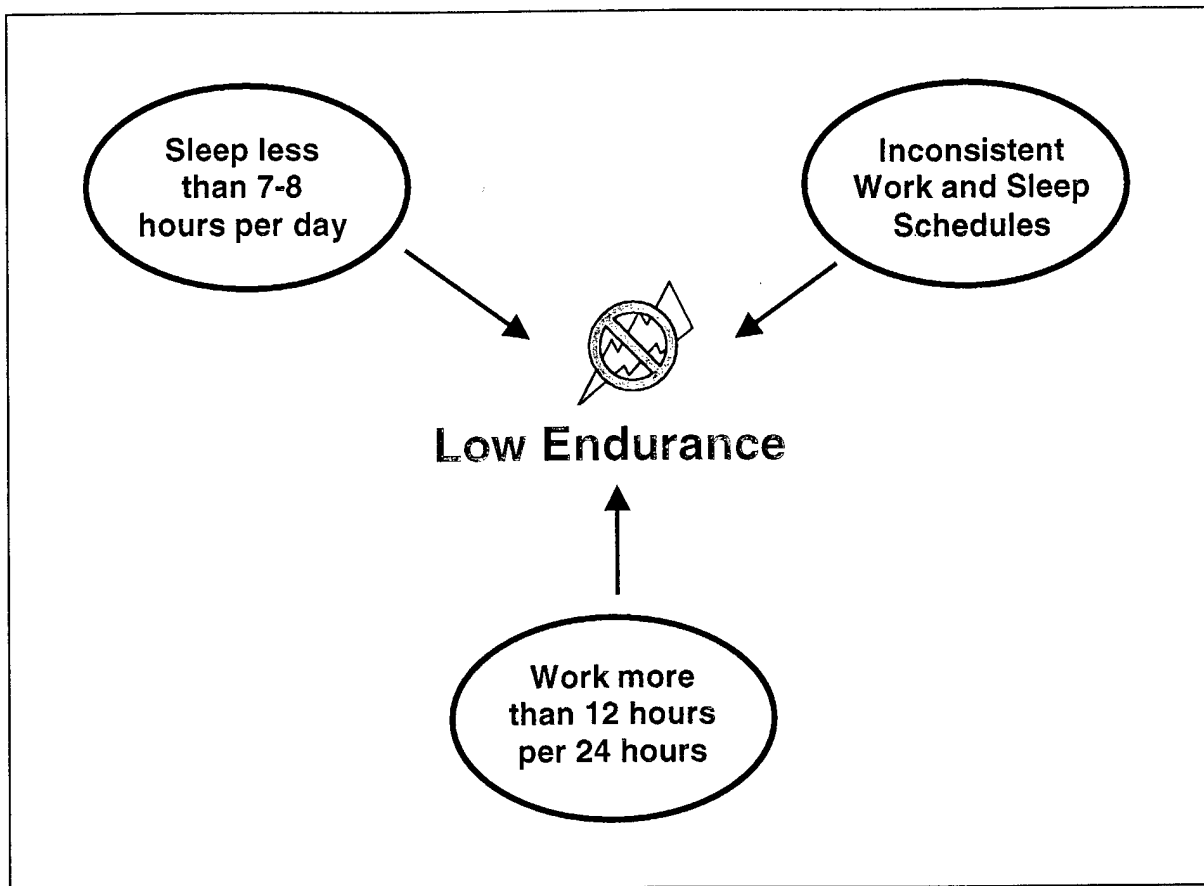 Sleep less
than 7-8
hours per day
Inconsistent
Work and Sleep
Schedules
Low Endurance
Work more
than 12 hours
per 24 hours